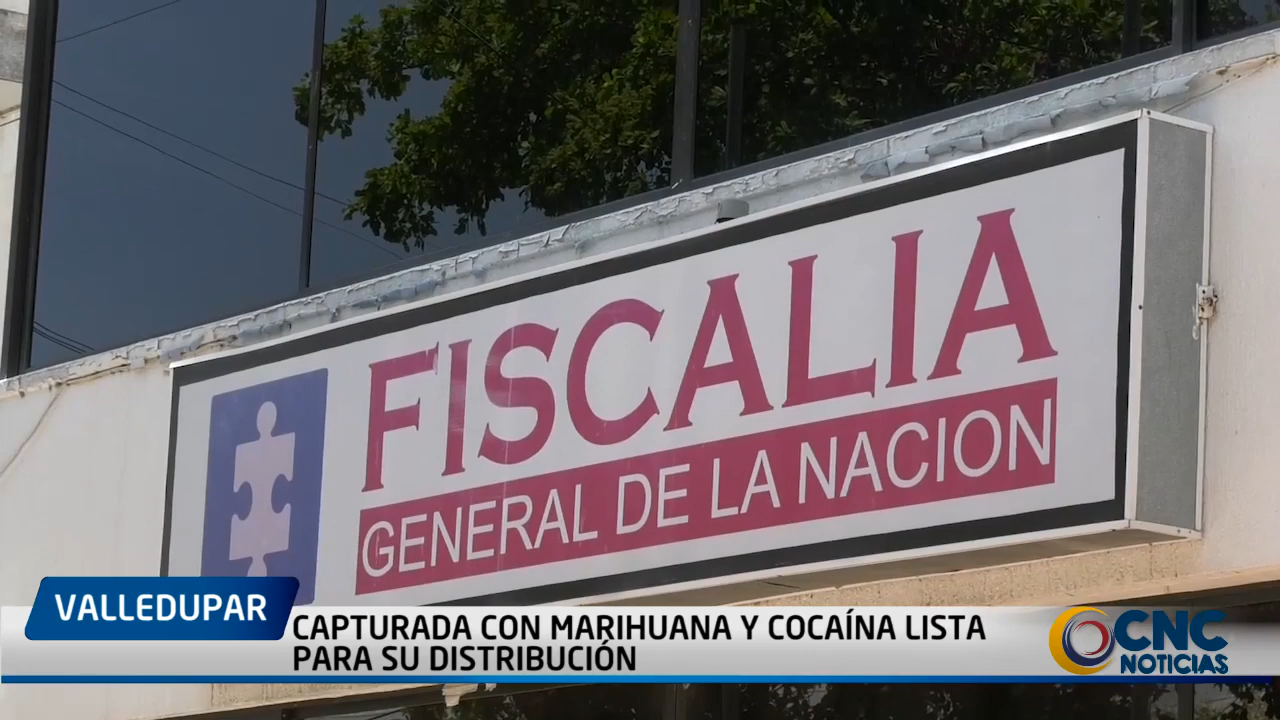 FISCALIA
GENERAL DE LA NACION
VALLEDUPAR
CAPTURADA CON MARIHUANA Y COCAÍNA LISTA
PARA SU DISTRIBUCIÓN
CNC
NOTICIAS